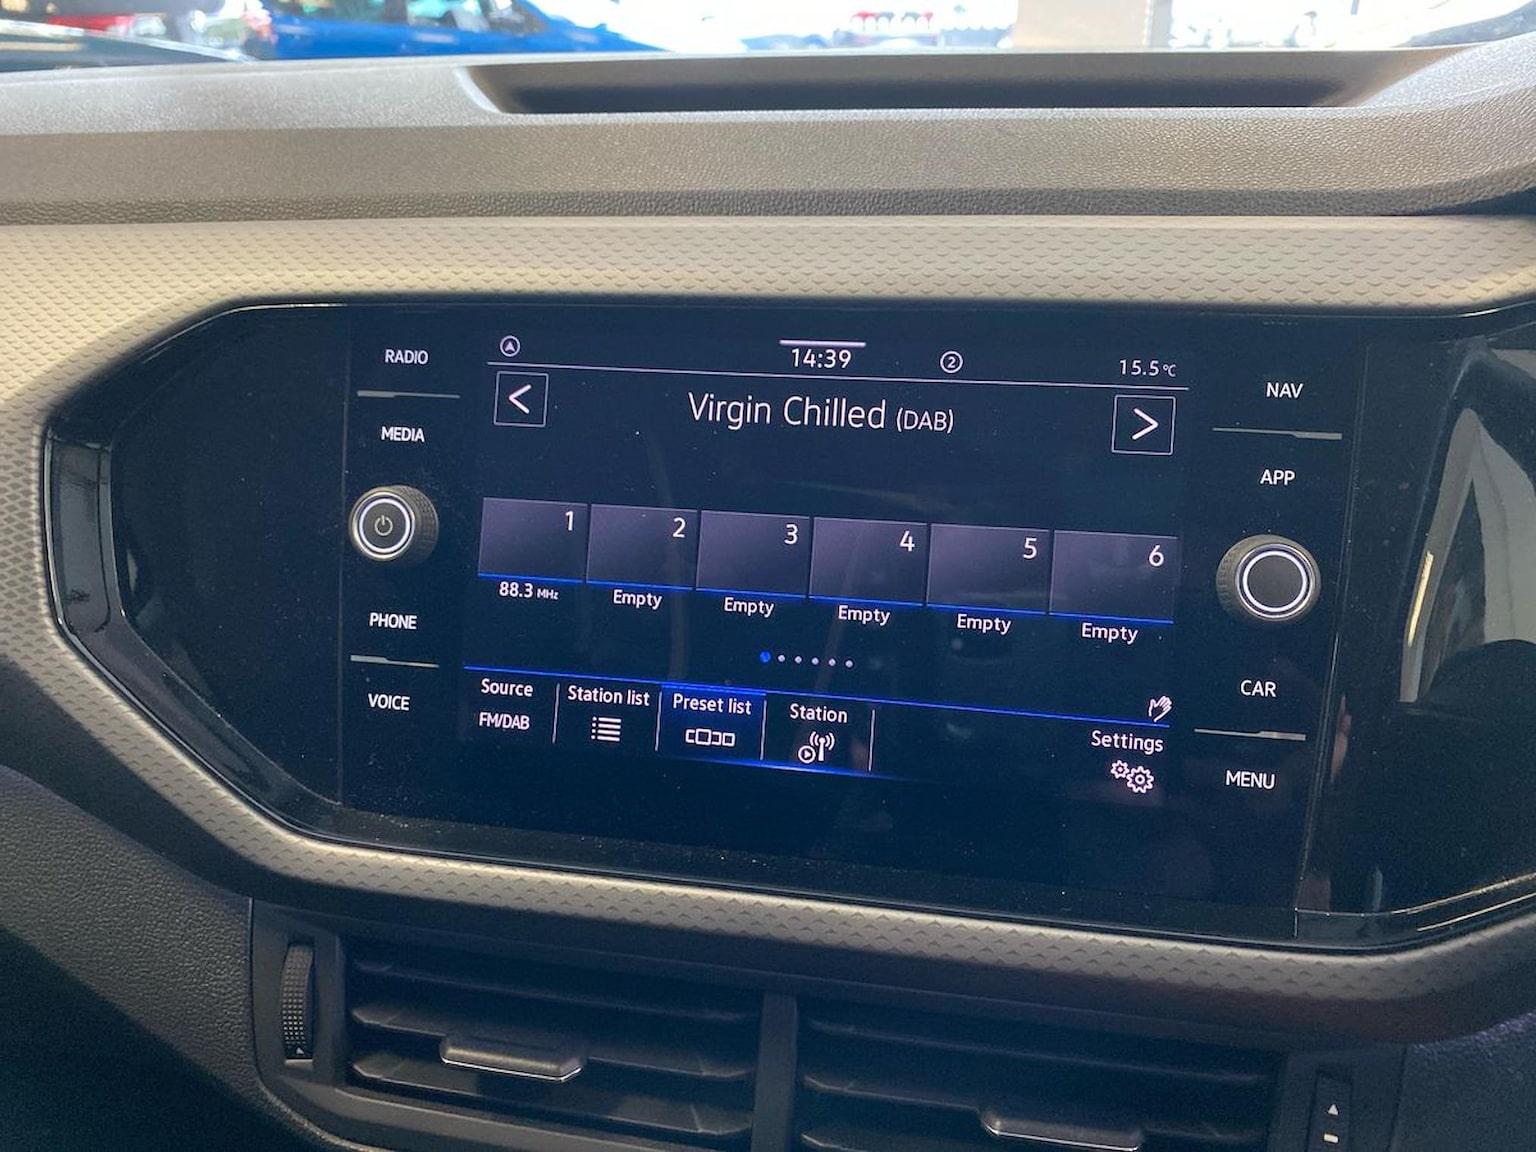 RADIO
MEDIA
PHONE
VOICE
14:39
2
15.5 °C
< Virgin Chilled (DAB) >
1 2 3 4 5 6
88.3 MHz Empty Empty Empty Empty Empty
Source Station list Preset list Station
FM/DAB
Settings
NAV
APP
CAR
MENU